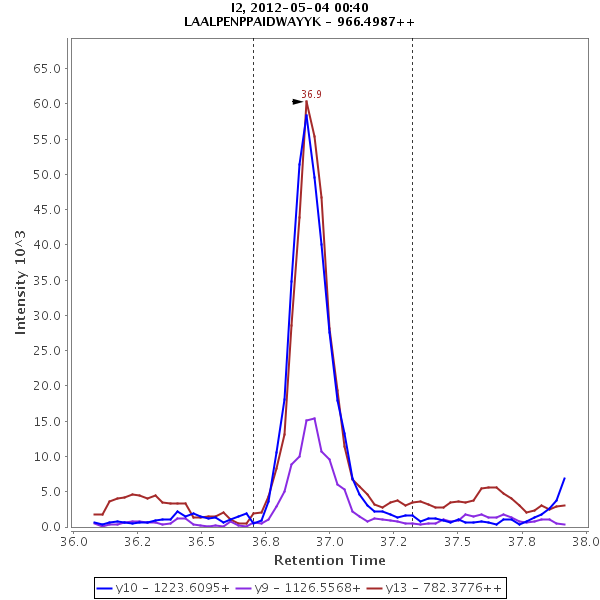 I2, 2012-05-04 00:40
LAALPENPPAIDWAYYK - 966.4987++
36.9
65.0
60.0
55.0
50.0
45.0
40.0
35.0
30.0
25.0
20.0
15.0
10.0
5.0
0.0
Intensity 10^3
36.0 36.2 36.5 36.8 37.0 37.2 37.5 37.8 38.0
Retention Time
y10 - 1223.6095+ y9 - 1126.5568+ y13 - 782.3776++